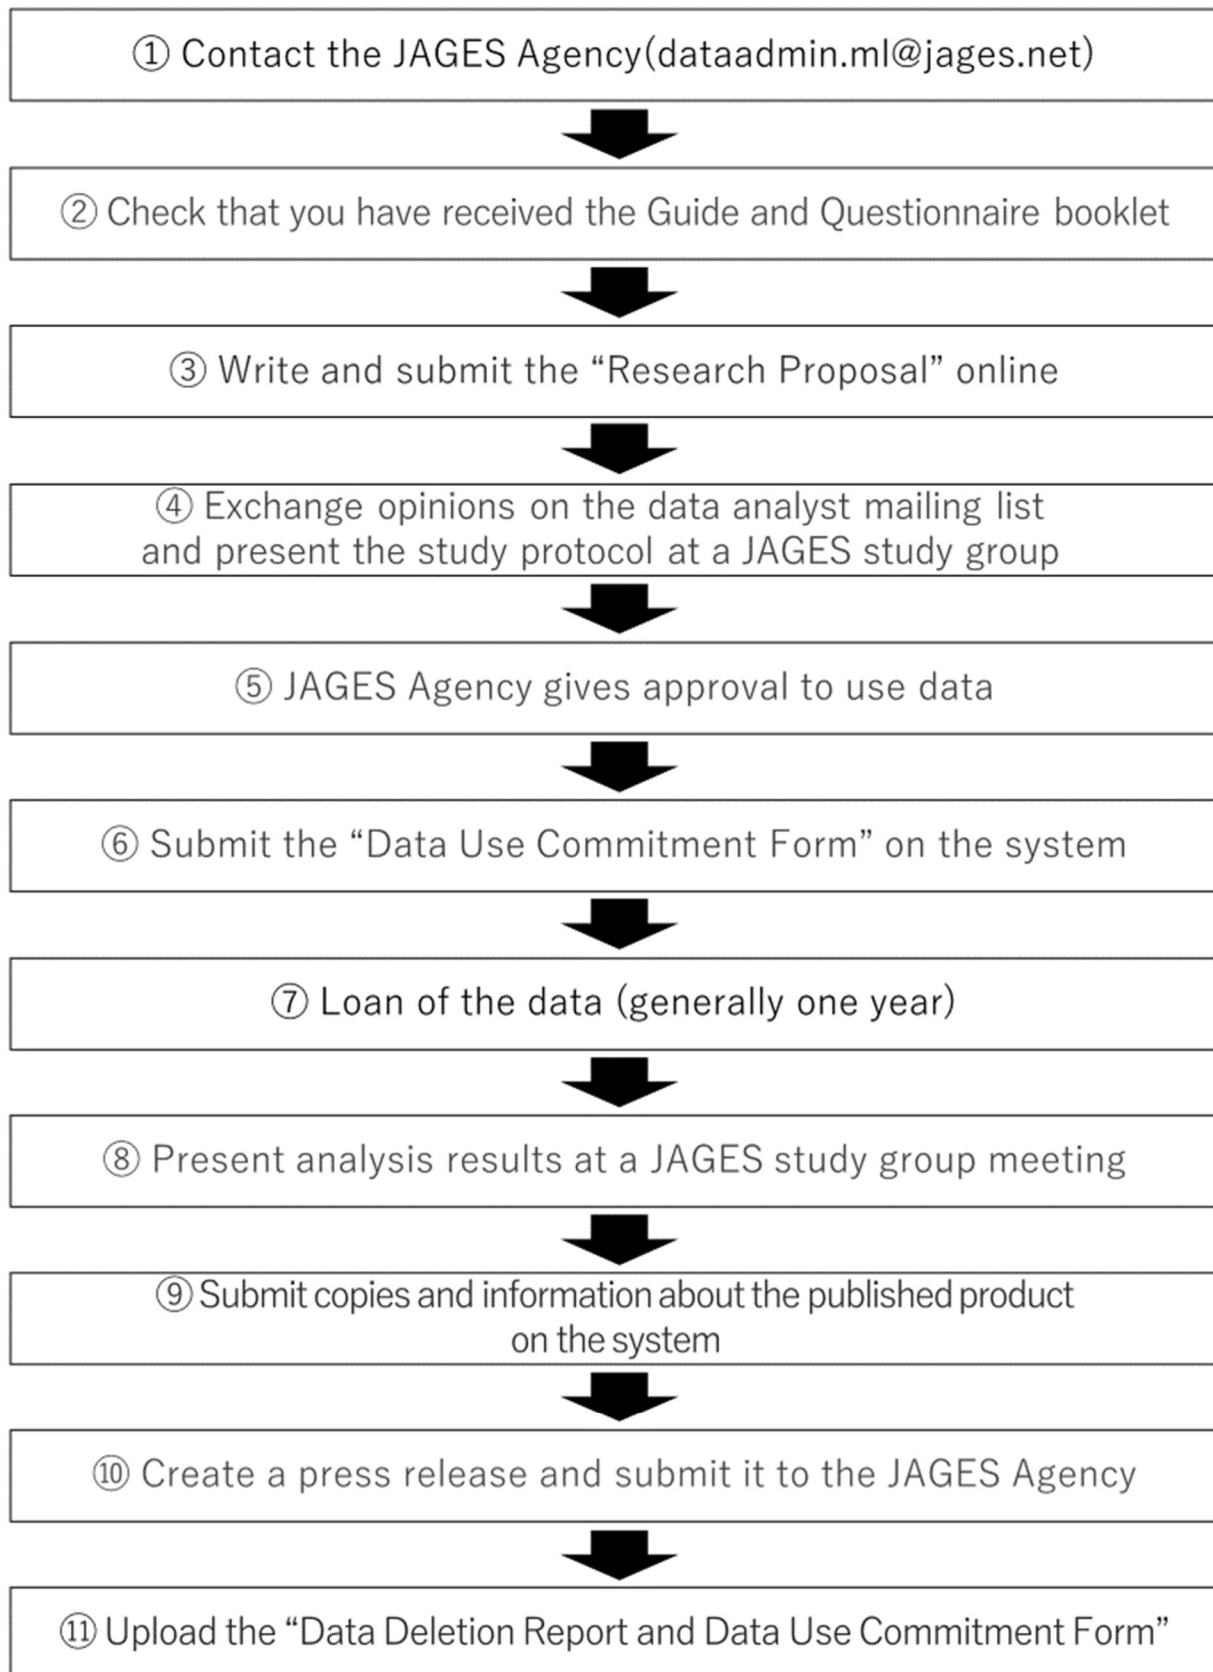 ① Contact the JAGES Agency(dataadmin.ml@jages.net)
② Check that you have received the Guide and Questionnaire booklet
③ Write and submit the “Research Proposal” online
④ Exchange opinions on the data analyst mailing list
and present the study protocol at a JAGES study group
⑤ JAGES Agency gives approval to use data
⑥ Submit the “Data Use Commitment Form” on the system
⑦ Loan of the data (generally one year)
⑧ Present analysis results at a JAGES study group meeting
⑨ Submit copies and information about the published product
on the system
⑩ Create a press release and submit it to the JAGES Agency
⑪ Upload the “Data Deletion Report and Data Use Commitment Form”